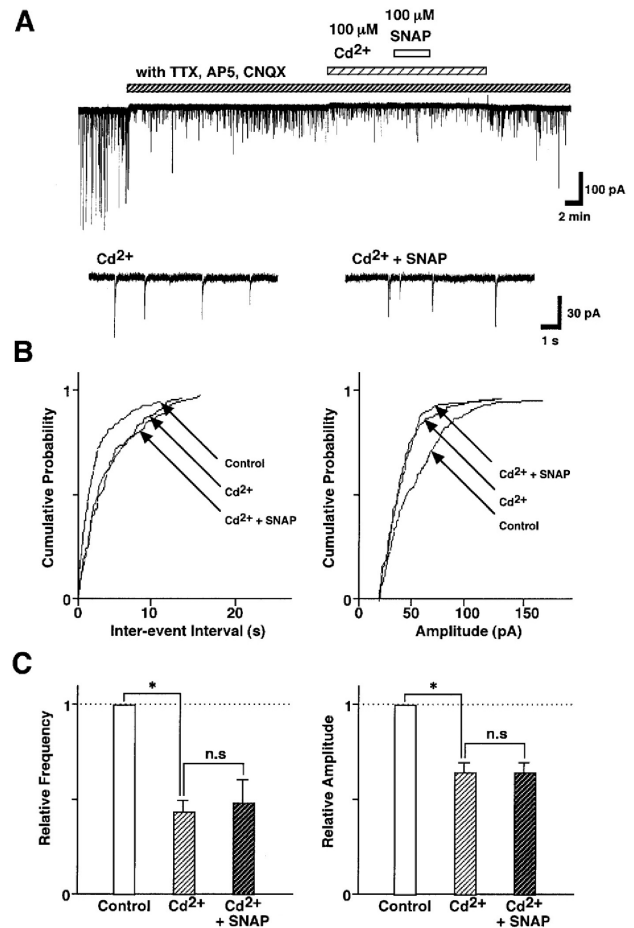 A
100 µM
100 µM
SNAP
Cd2+
with TTX, AP5, CNQX
100 pA
2 min
Cd2+
Cd2+ + SNAP
30 pA
1 s
B
Cumulative Probability
1
0
Control
Cd2+
Cd2+ + SNAP
0
10
20
Inter-event Interval (s)
Cumulative Probability
1
0
Cd2+ + SNAP
Cd2+
Control
50
100
150
Amplitude (pA)
C
Relative Frequency
1
0
*
n.s
Control
Cd2+
Cd2+
+ SNAP
Relative Amplitude
1
0
*
n.s
Control
Cd2+
Cd2+
+ SNAP